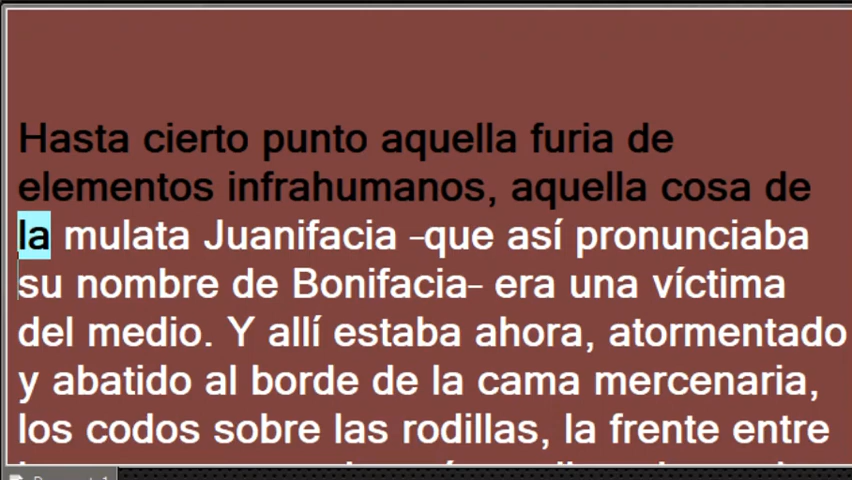 Hasta cierto punto aquella furia de
elementos infrahumanos, aquella cosa de
la mulata Juanifacia –que así pronunciaba
su nombre de Bonifacia– era una víctima
del medio. Y allí estaba ahora, atormentado
y abatido al borde de la cama mercenaria,
los codos sobre las rodillas, la frente entre